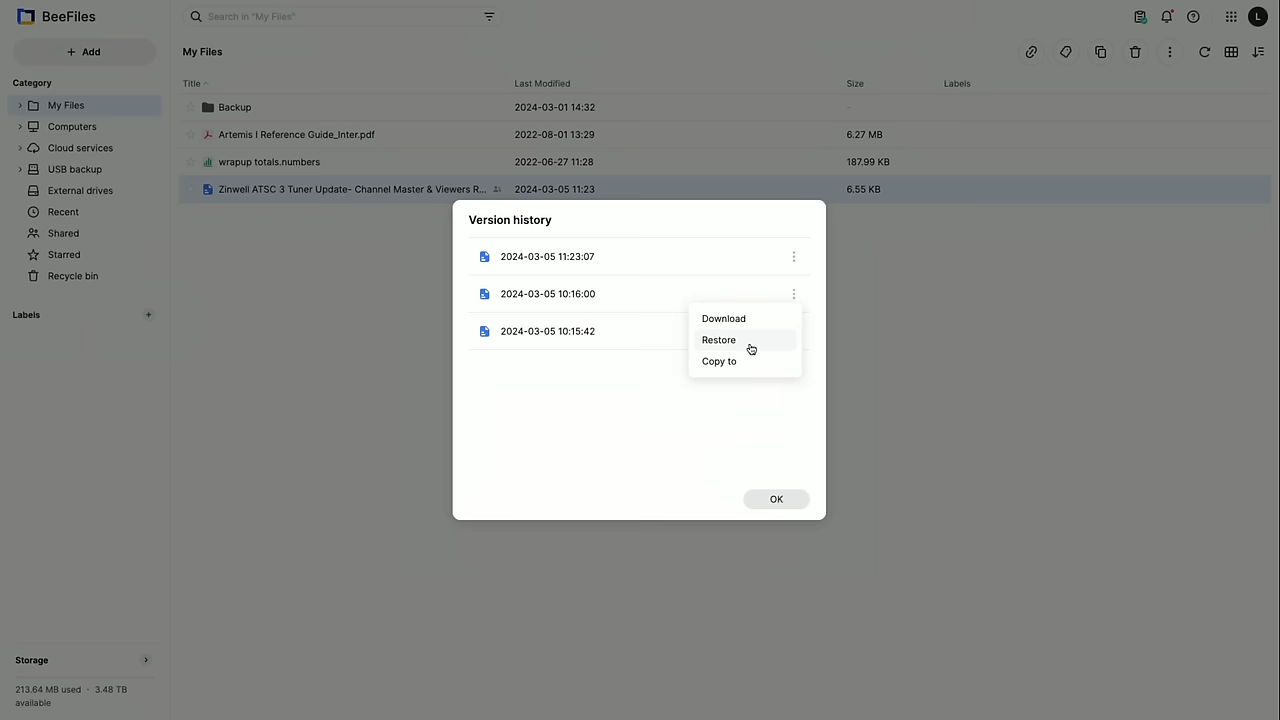 BeeFiles
Search in "My Files"
L
Add
My Files
Category
Title
Last Modified
Size
Labels
My Files
Backup
2024-03-01 14:32
-
Computers
Artemis I Reference Guide_Inter.pdf
2022-08-01 13:29
6.27 MB
Cloud services
wrapup totals.numbers
2022-06-27 11:28
187.99 KB
USB backup
External drives
Zinwell ATSC 3 Tuner Update- Channel Master & Viewers R...
2024-03-05 11:23
6.55 KB
Recent
Shared
Starred
Recycle bin
Labels
Version history
2024-03-05 11:23:07
2024-03-05 10:16:00
2024-03-05 10:15:42
Download
Restore
Copy to
OK
Storage
213.64 MB used · 3.48 TB
available